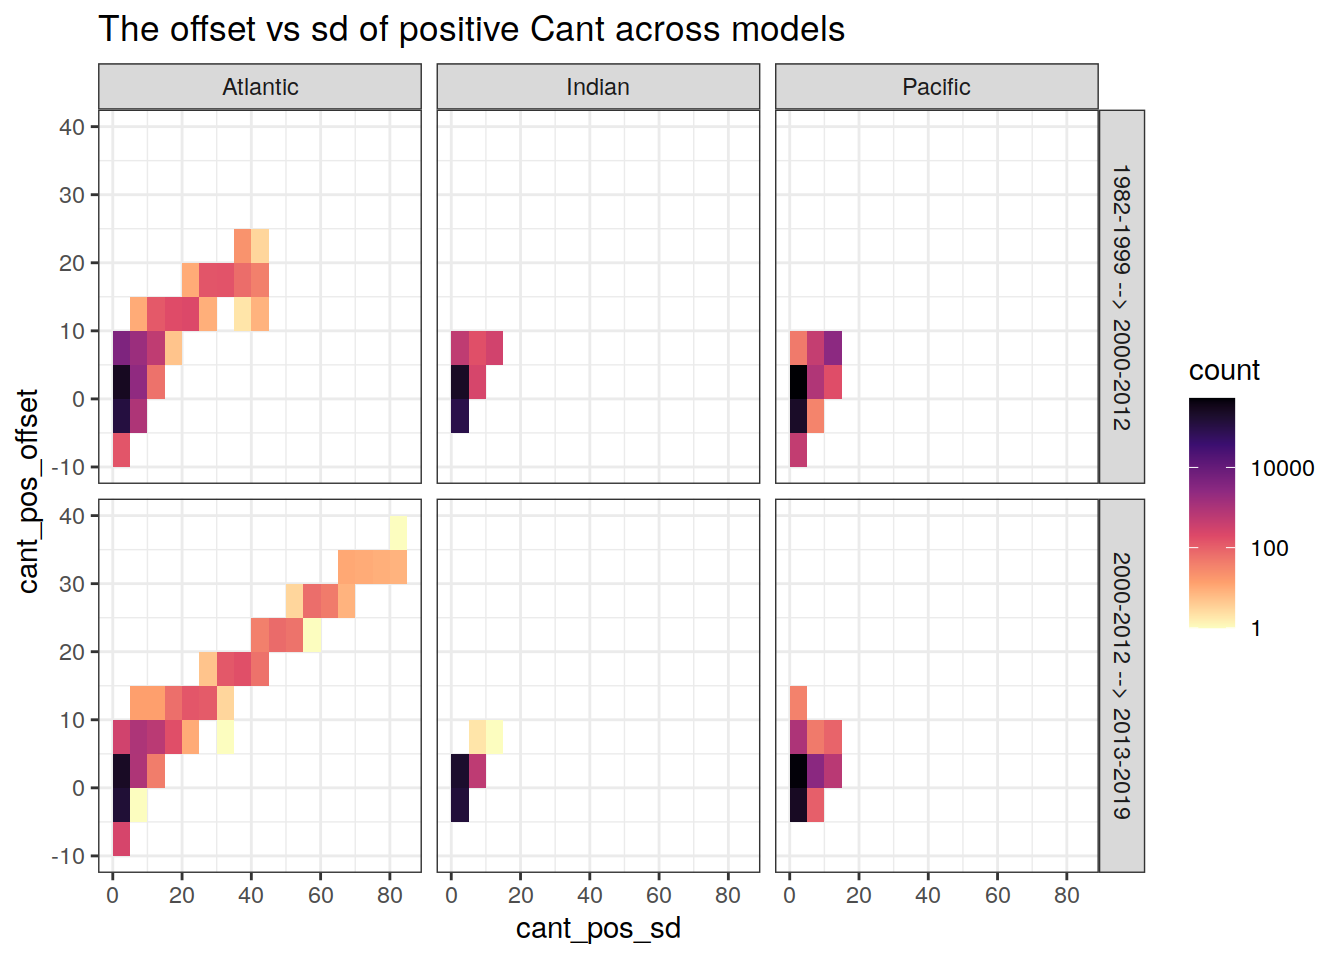 The offset vs sd of positive Cant across models
Atlantic
Indian
Pacific
40
30
20
10
0
-10
1982-1999 --> 2000-2012
40
30
20
10
0
-10
2000-2012 --> 2013-2019
cant_pos_offset
0 20 40 60 80
0 20 40 60 80
0 20 40 60 80
cant_pos_sd
count
10000
100
1